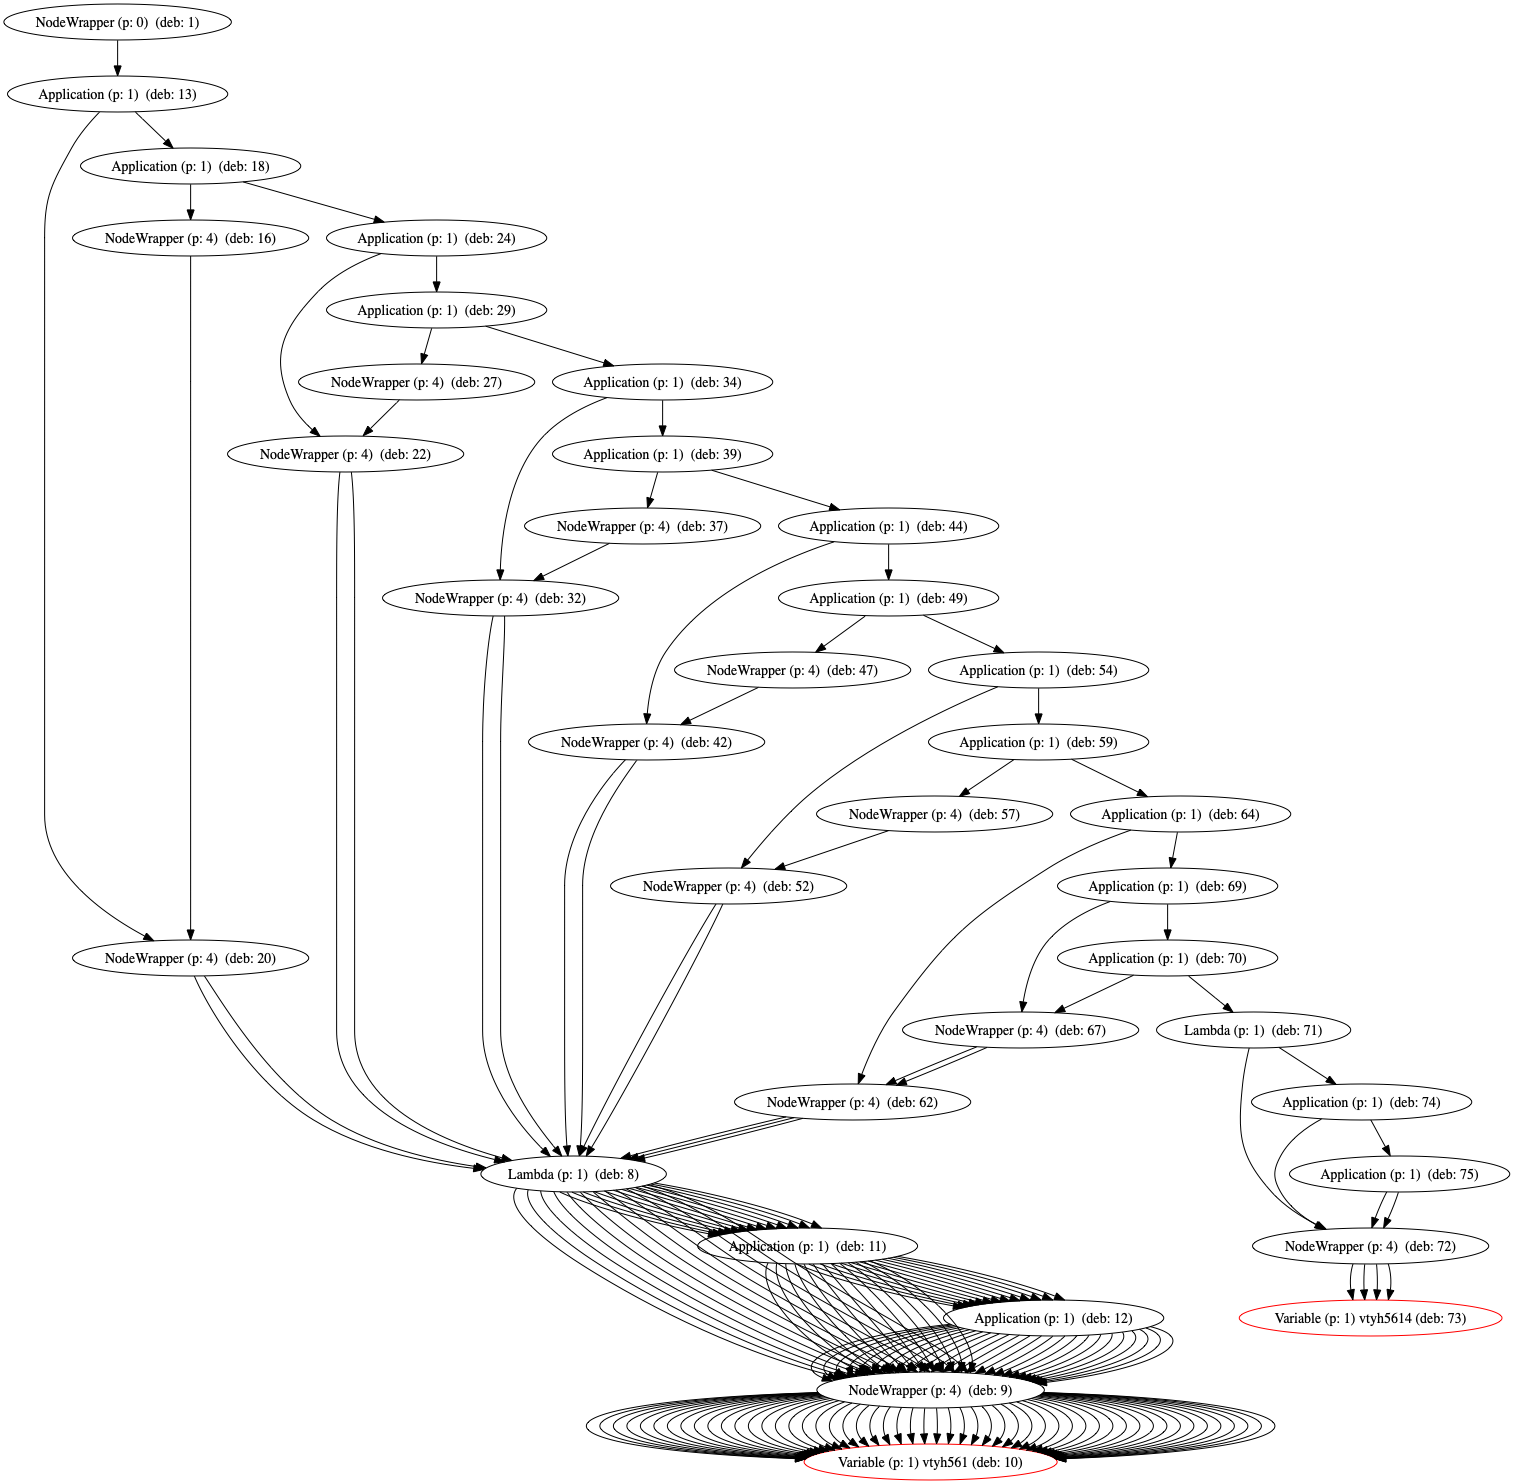 NodeWrapper (p: 0) (deb: 1)
Application (p: 1) (deb: 13)
Application (p: 1) (deb: 18)
NodeWrapper (p: 4) (deb: 16)
Application (p: 1) (deb: 24)
Application (p: 1) (deb: 29)
NodeWrapper (p: 4) (deb: 27)
Application (p: 1) (deb: 34)
NodeWrapper (p: 4) (deb: 22)
Application (p: 1) (deb: 39)
NodeWrapper (p: 4) (deb: 37)
Application (p: 1) (deb: 44)
NodeWrapper (p: 4) (deb: 32)
Application (p: 1) (deb: 49)
NodeWrapper (p: 4) (deb: 47)
Application (p: 1) (deb: 54)
NodeWrapper (p: 4) (deb: 42)
Application (p: 1) (deb: 59)
NodeWrapper (p: 4) (deb: 57)
Application (p: 1) (deb: 64)
NodeWrapper (p: 4) (deb: 52)
Application (p: 1) (deb: 69)
NodeWrapper (p: 4) (deb: 20)
Application (p: 1) (deb: 70)
NodeWrapper (p: 4) (deb: 67)
Lambda (p: 1) (deb: 71)
NodeWrapper (p: 4) (deb: 62)
Application (p: 1) (deb: 74)
Lambda (p: 1) (deb: 8)
Application (p: 1) (deb: 75)
Application (p: 1) (deb: 11)
NodeWrapper (p: 4) (deb: 72)
Application (p: 1) (deb: 12)
Variable (p: 1) vtyh5614 (deb: 73)
NodeWrapper (p: 4) (deb: 9)
Variable (p: 1) vtyh561 (deb: 10)